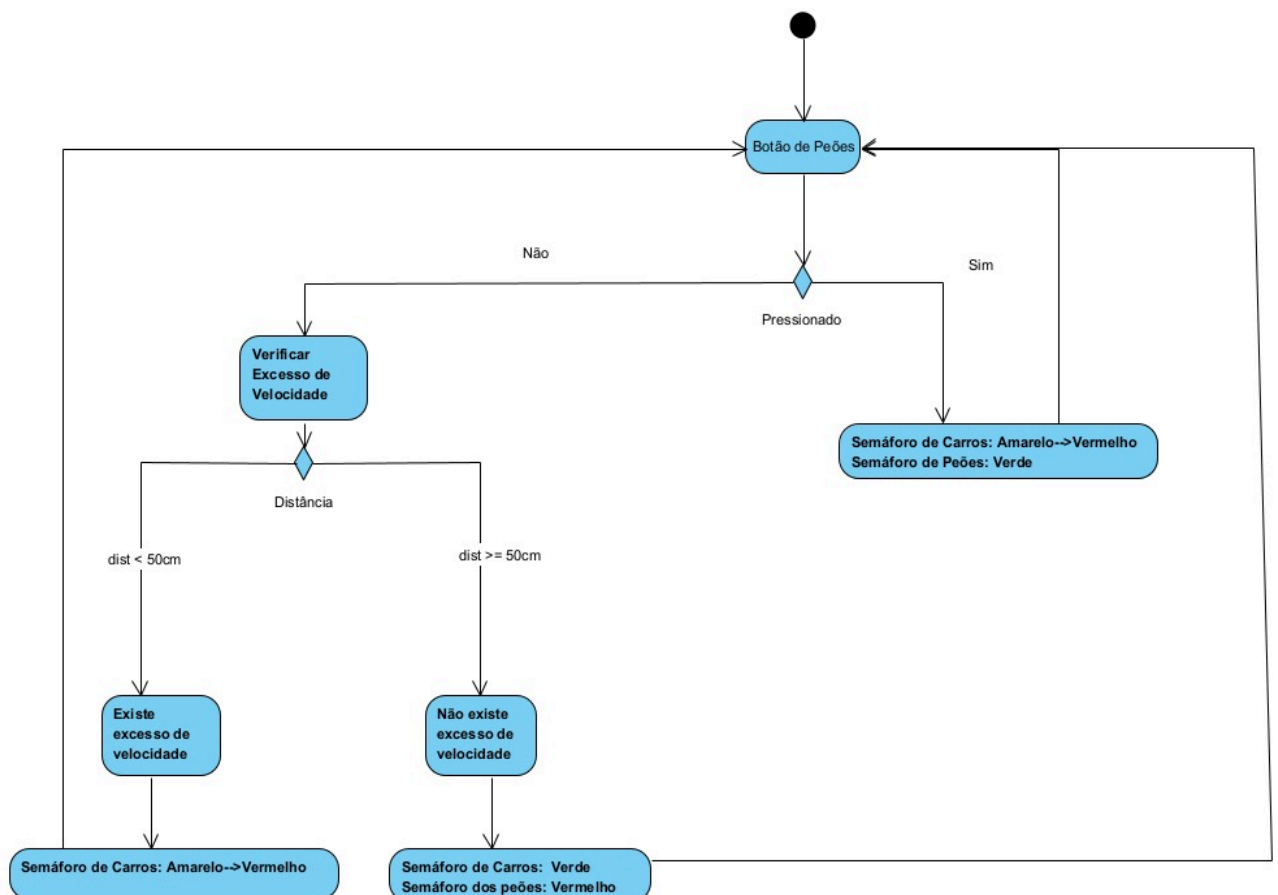 Botão de Peões
Não
Sim
Pressionado
Verificar
Excesso de
Velocidade
Semáforo de Carros: Amarelo-->Vermelho
Semáforo de Peões: Verde
Distância
dist < 50cm
dist >= 50cm
Existe
excesso de
velocidade
Não existe
excesso de
velocidade
Semáforo de Carros: Amarelo-->Vermelho
Semáforo de Carros:  Verde
Semáforo dos peões: Vermelho